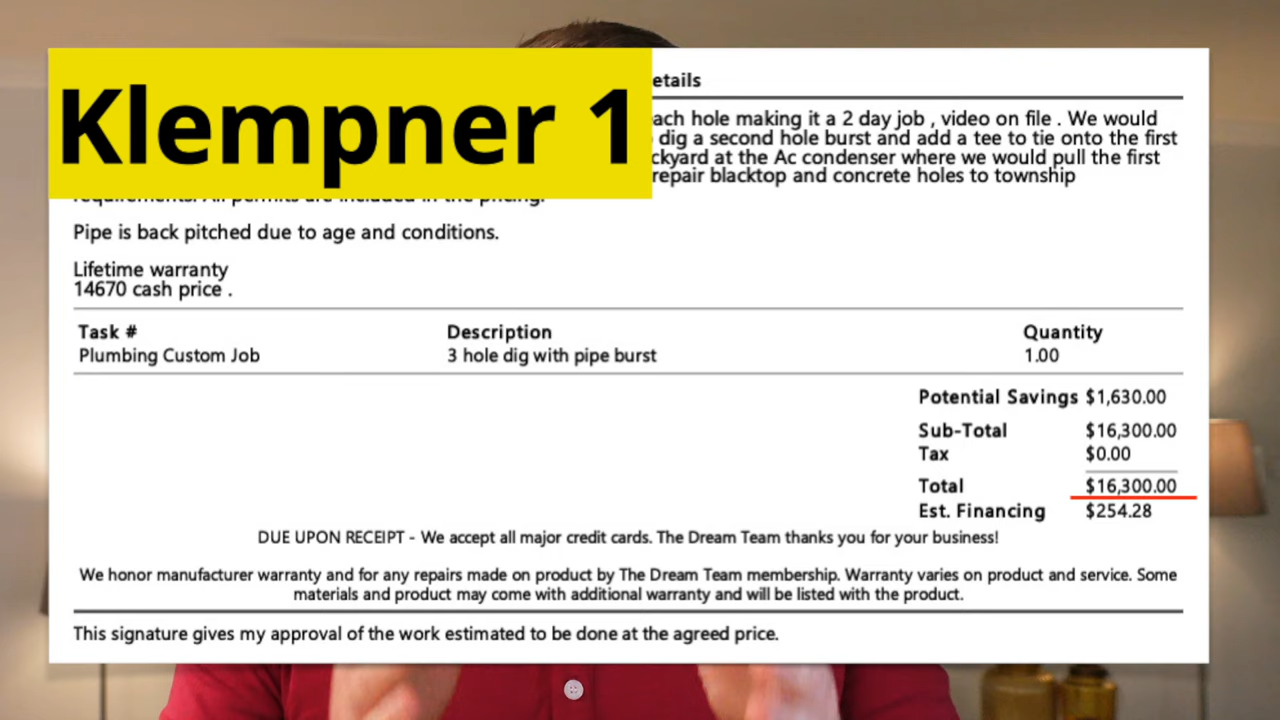 Klempner 1
etails
ach hole making it a 2 day job , video on file . We would
dig a second hole burst and add a tee to tie onto the first
ckyard at the Ac condenser where we would pull the first
repair blacktop and concrete holes to township
requirements. All permits are included in the pricing.
Pipe is back pitched due to age and conditions.
Lifetime warranty
14670 cash price .
Task # Description Quantity
Plumbing Custom Job 3 hole dig with pipe burst 1.00
Potential Savings $1,630.00
Sub-Total $16,300.00
Tax $0.00
Total $16,300.00
Est. Financing $254.28
DUE UPON RECEIPT - We accept all major credit cards. The Dream Team thanks you for your business!
We honor manufacturer warranty and for any repairs made on product by The Dream Team membership. Warranty varies on product and service. Some
materials and product may come with additional warranty and will be listed with the product.
This signature gives my approval of the work estimated to be done at the agreed price.